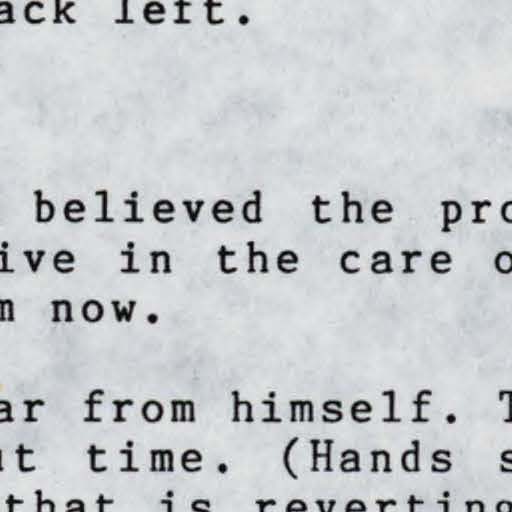 ack left.
believed the pro
ive in the care o
m now.
ar from himself. T
ut time. (Hands s
that is reverting